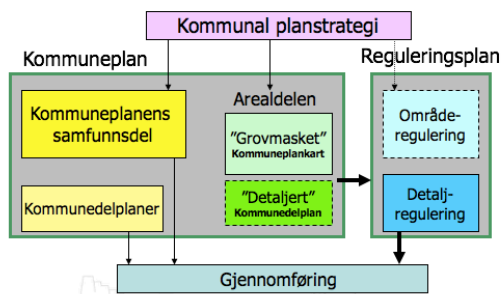 Kommunal planstrategi
Kommuneplan
Reguleringsplan
Kommuneplanens
samfunnsdel
Arealdelen
"Grovmasket"
Kommuneplankart
Område-
regulering
Kommunedelplaner
"Detaljert"
Kommunedelplan
Detalj-
regulering
Gjennomføring